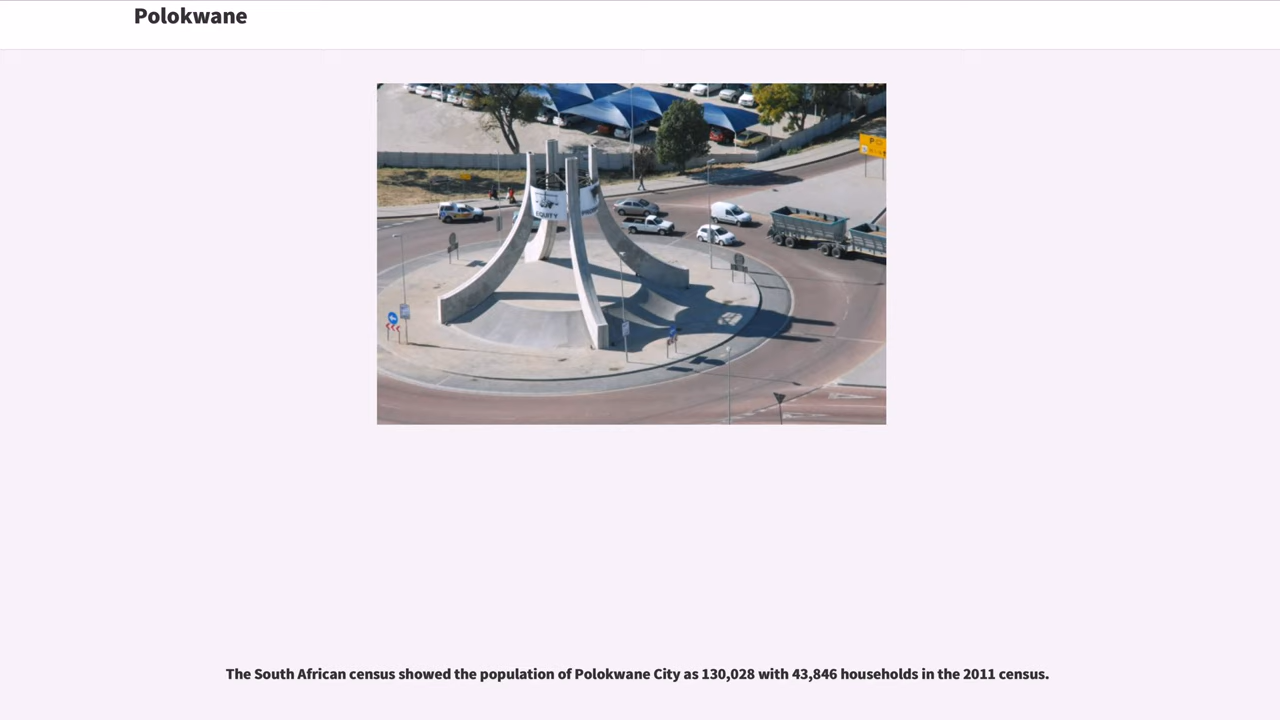 Polokwane
EQUITY
The South African census showed the population of Polokwane City as 130,028 with 43,846 households in the 2011 census.